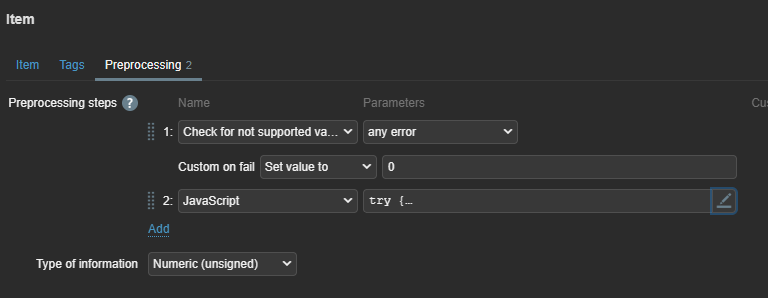 Item
Item Tags Preprocessing 2
Preprocessing steps ? Name Parameters Cu
1: Check for not supported va... any error
Custom on fail Set value to 0
2: JavaScript try {…
Add
Type of information Numeric (unsigned)